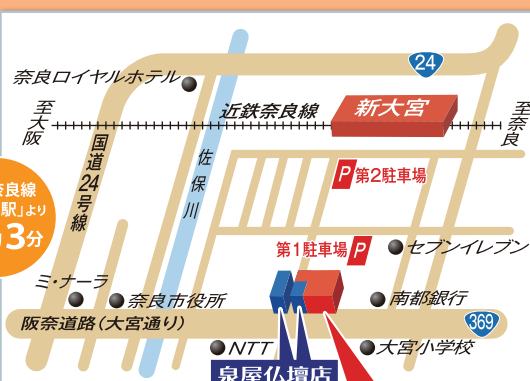 24
奈良ロイヤルホテル
至大阪
近鉄奈良線
新大宮
至奈良
国道24号線
佐保川
P 第2駐車場
奈良線
駅」より
3分
第1駐車場 P
セブンイレブン
ミ・ナーラ
奈良市役所
南都銀行
阪奈道路(大宮通り)
369
NTT
大宮小学校
泉屋仏壇店